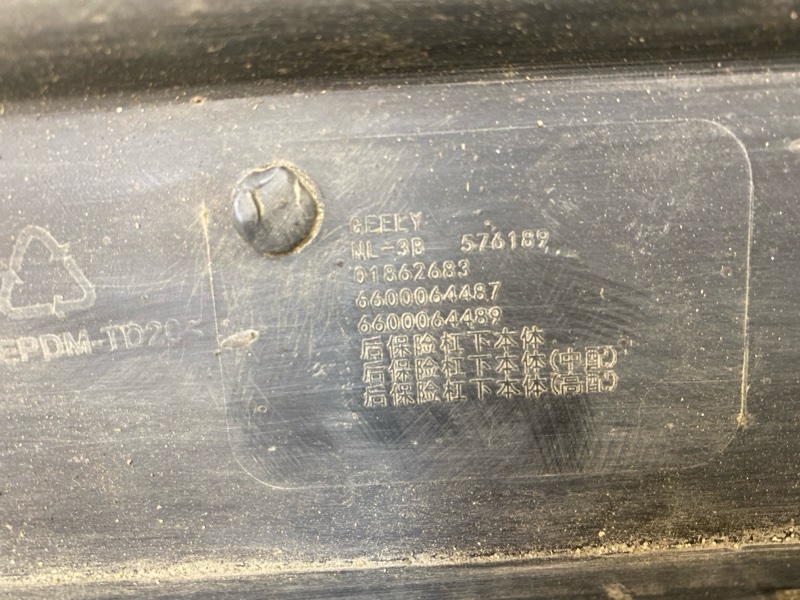 GEELY
NL-3B 576189
01862683
6600064487
6600064489
后保险杠下本体
后保险杠下本体(中配)
后保险杠下本体(高配)
EPDM-TD20<